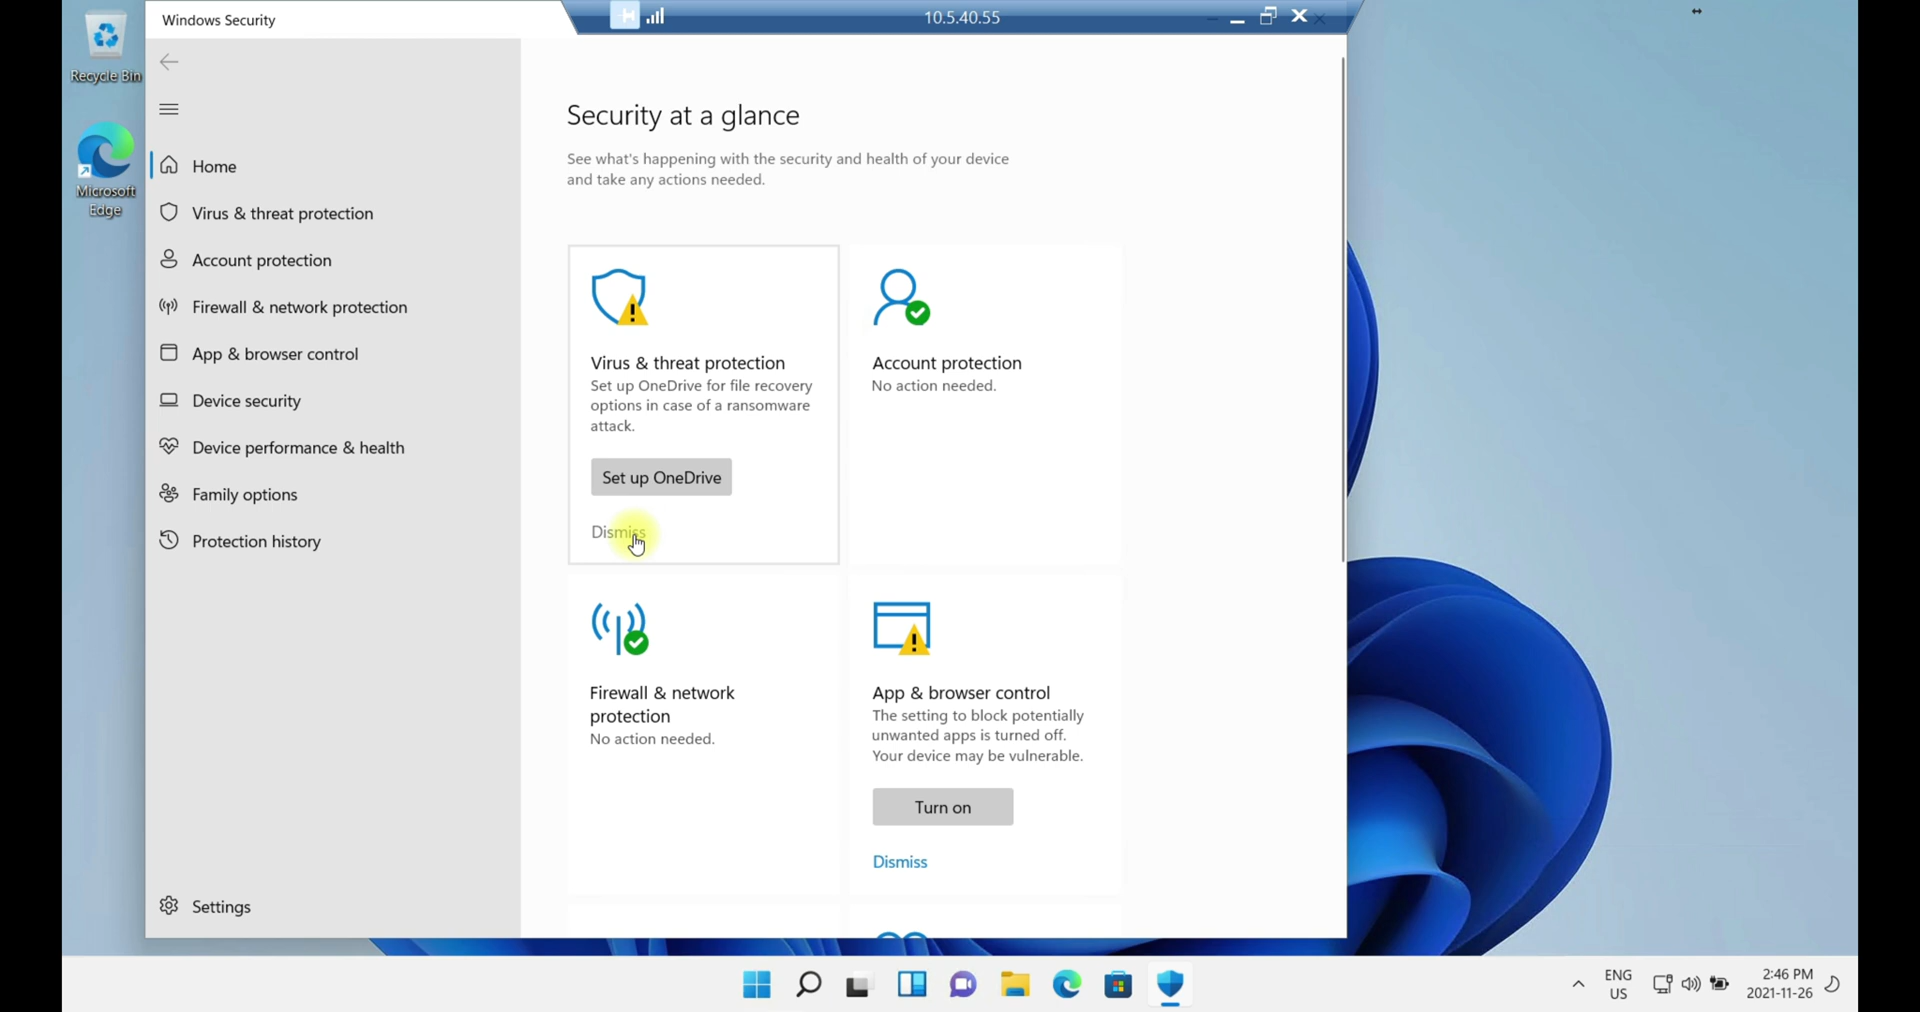 Windows Security
10.5.40.55
Recycle Bin
Microsoft
Edge
Home
Virus & threat protection
Account protection
Firewall & network protection
App & browser control
Device security
Device performance & health
Family options
Protection history
Settings
Security at a glance
See what's happening with the security and health of your device
and take any actions needed.
Virus & threat protection
Set up OneDrive for file recovery
options in case of a ransomware
attack.
Set up OneDrive
Dismiss
Account protection
No action needed.
Firewall & network
protection
No action needed.
App & browser control
The setting to block potentially
unwanted apps is turned off.
Your device may be vulnerable.
Turn on
Dismiss
ENG
US
2:46 PM
2021-11-26